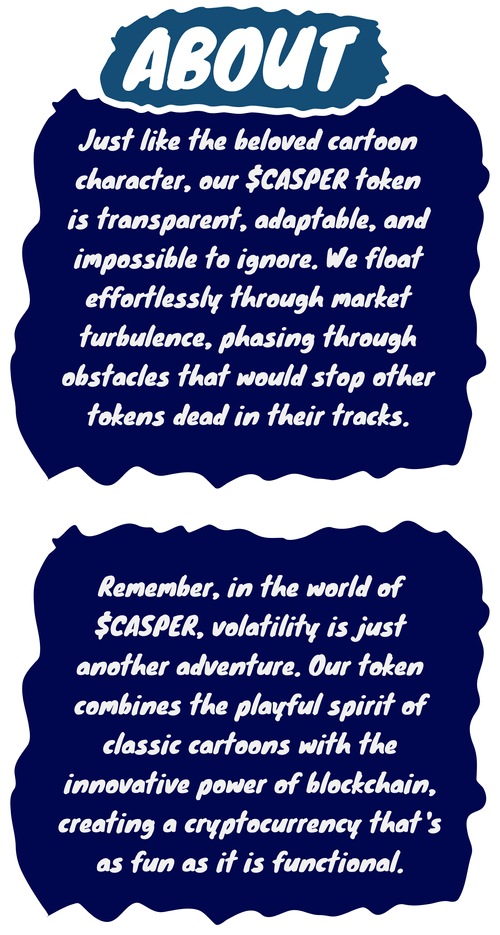 ABOUT
Just like the beloved cartoon
character, our $CASPER token
is transparent, adaptable, and
impossible to ignore. We float
effortlessly through market
turbulence, phasing through
obstacles that would stop other
tokens dead in their tracks.
Remember, in the world of
$CASPER, volatility is just
another adventure. Our token
combines the playful spirit of
classic cartoons with the
innovative power of blockchain,
creating a cryptocurrency that's
as fun as it is functional.